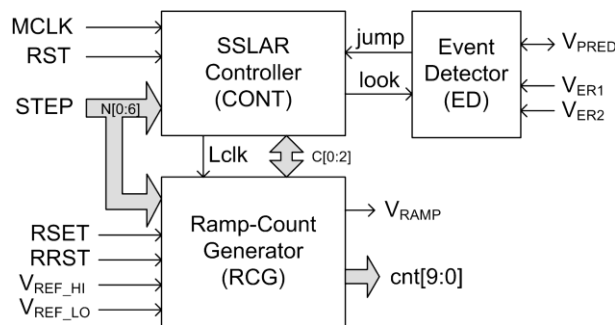 MCLK
RST
STEP
N[0:6]
SSLAR
Controller
(CONT)
jump
look
Event
Detector
(ED)
V_PRED
V_ER1
V_ER2
Lclk
C[0:2]
RSET
RRST
V_REF_HI
V_REF_LO
Ramp-Count
Generator
(RCG)
V_RAMP
cnt[9:0]